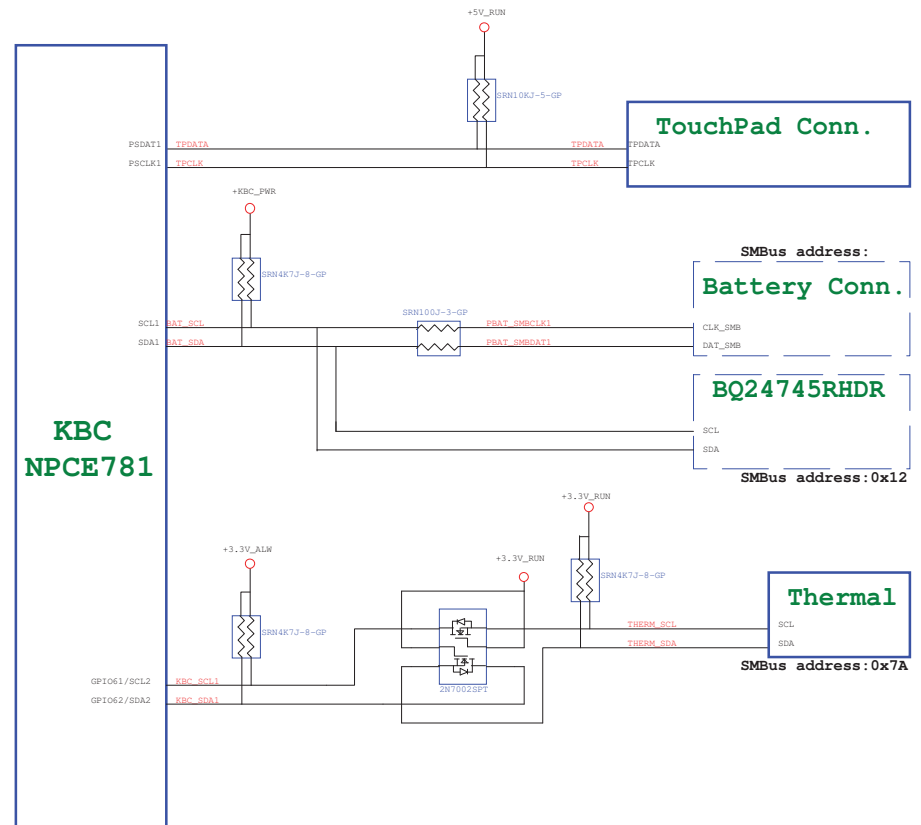 +5V_RUN
SRN10KJ-5-GP
TouchPad Conn.
PSDAT1 TPDATA TPDATA TPDATA
PSCLK1 TPCLK TPCLK TPCLK
+KBC_PWR
SMBus address:
SRN4K7J-8-GP
Battery Conn.
SRN100J-3-GP
SCL1 BAT_SCL PBAT_SMBCLK1 CLK_SMB
SDA1 BAT_SDA PBAT_SMBDAT1 DAT_SMB
BQ24745RHDR
KBC
NPCE781
SCL
SDA
SMBus address:0x12
+3.3V_RUN
+3.3V_ALW
+3.3V_RUN
SRN4K7J-8-GP
Thermal
SRN4K7J-8-GP
THERM_SCL SCL
THERM_SDA SDA
SMBus address:0x7A
GPIO61/SCL2 KBC_SCL1
2N7002SPT
GPIO62/SDA2 KBC_SDA1